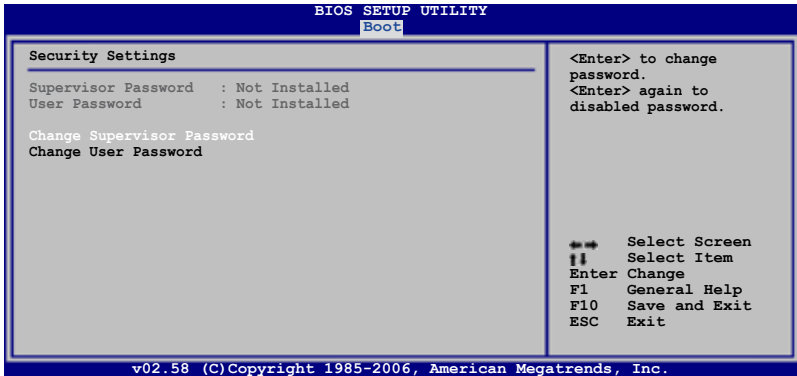 BIOS SETUP UTILITY
Boot
Security Settings
Supervisor Password : Not Installed
User Password : Not Installed
Change Supervisor Password
Change User Password
<Enter> to change
password.
<Enter> again to
disabled password.
←→ Select Screen
↑↓ Select Item
Enter Change
F1 General Help
F10 Save and Exit
ESC Exit
v02.58 (C)Copyright 1985-2006, American Megatrends, Inc.